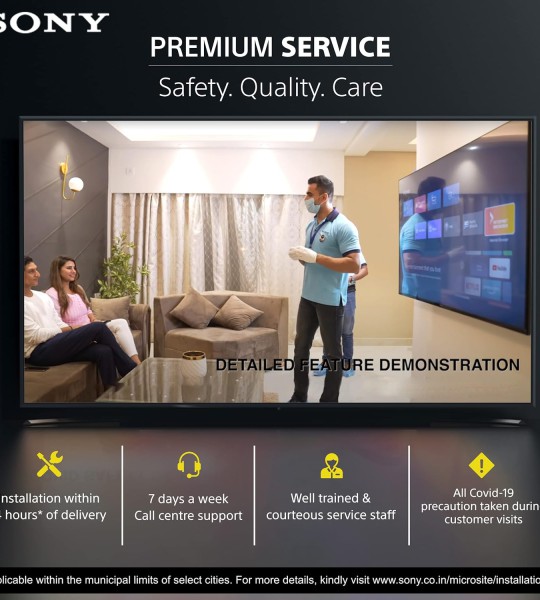 SONY
PREMIUM SERVICE
Safety. Quality. Care
DETAILED FEATURE DEMONSTRATION
nstallation within
4 hours* of delivery
7 days a week
Call centre support
Well trained &
courteous service staff
All Covid-19
precaution taken durin
customer visits
plicable within the municipal limits of select cities. For more details, kindly visit www.sony.co.in/microsite/installatio